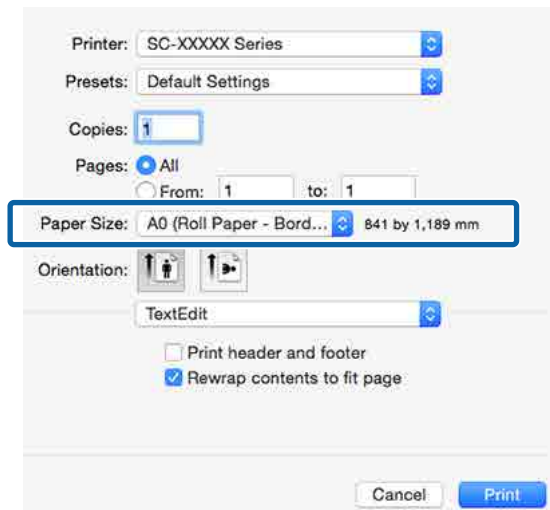 Printer: SC-XXXXX Series
Presets: Default Settings
Copies: 1
Pages: All
From: 1 to: 1
Paper Size: A0 (Roll Paper - Bord... 841 by 1,189 mm
Orientation:
TextEdit
Print header and footer
Rewrap contents to fit page
Cancel Print